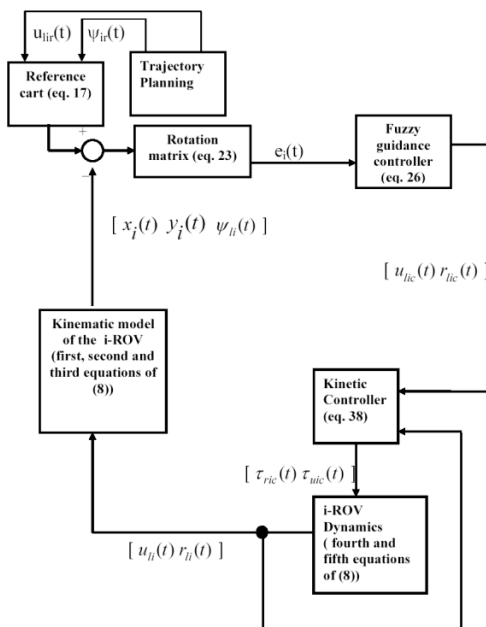 u_lir(t) ψ_ir(t)
Reference
cart (eq. 17)
Trajectory
Planning
+
−
Rotation
matrix (eq. 23)
e_i(t)
Fuzzy
guidance
controller
(eq. 26)
[ x_i(t) y_i(t) ψ_li(t) ]
[ u_lic(t) r_lic(t) ]
Kinematic model
of the i-ROV
(first, second and
third equations of
(8))
Kinetic
Controller
(eq. 38)
[ τ_ric(t) τ_uic(t) ]
i-ROV
Dynamics
( fourth and
fifth equations
of (8))
[ u_li(t) r_li(t) ]